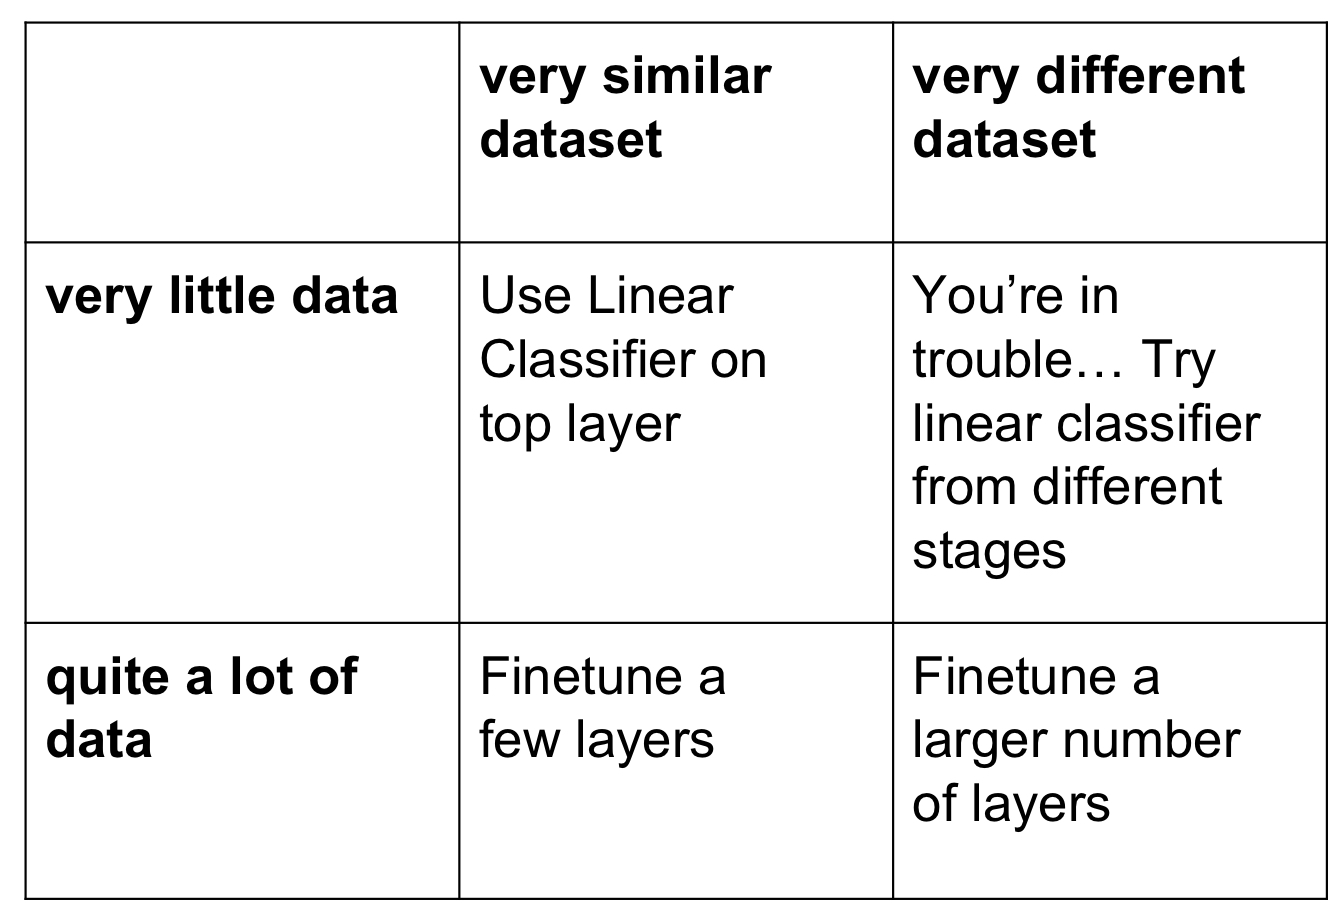 very similar
dataset
very different
dataset
very little data
Use Linear
Classifier on
top layer
You’re in
trouble… Try
linear classifier
from different
stages
quite a lot of
data
Finetune a
few layers
Finetune a
larger number
of layers